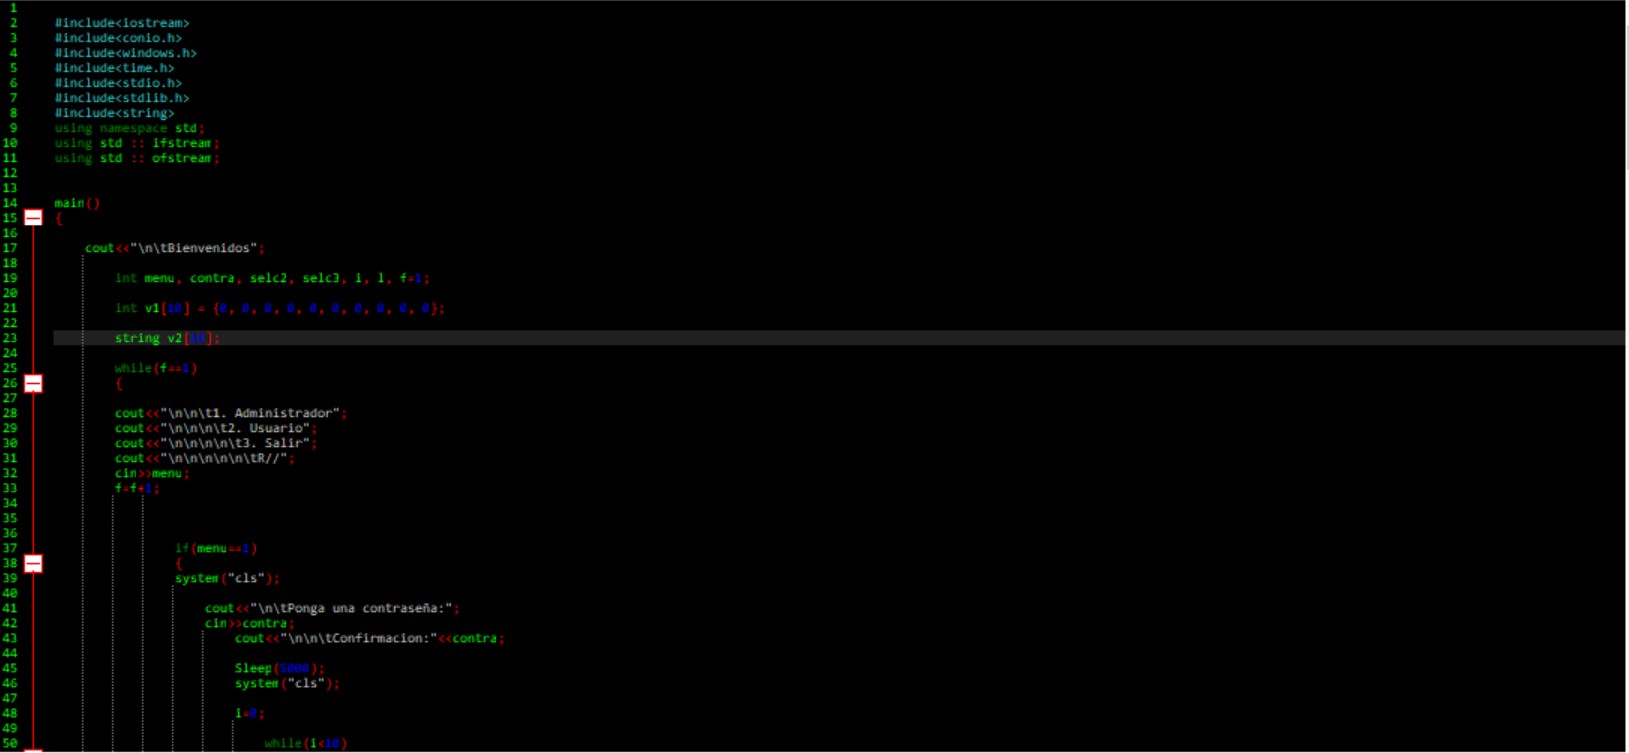 1
2 #include<iostream>
3 #include<conio.h>
4 #include<windows.h>
5 #include<time.h>
6 #include<stdio.h>
7 #include<stdlib.h>
8 #include<string>
9 using namespace std;
10 using std :: ifstream;
11 using std :: ofstream;
12
13
14 main()
15 {
16
17 cout<<"\n\tBienvenidos";
18
19 int menu, contra, selc2, selc3, i, l, f=1;
20
21 int v1[10] = {0, 0, 0, 0, 0, 0, 0, 0, 0, 0};
22
23 string v2[10];
24
25 while(f==1)
26 {
27
28 cout<<"\n\n\t1. Administrador";
29 cout<<"\n\n\n\t2. Usuario";
30 cout<<"\n\n\n\n\t3. Salir";
31 cout<<"\n\n\n\n\n\tR//";
32 cin>>menu;
33 f=f+1;
34
35
36
37 if(menu==1)
38 {
39 system("cls");
40
41 cout<<"\n\tPonga una contraseña:";
42 cin>>contra;
43 cout<<"\n\n\tConfirmacion:"<<contra;
44
45 Sleep(5000);
46 system("cls");
47
48 i=0;
49
50 while(i<10)